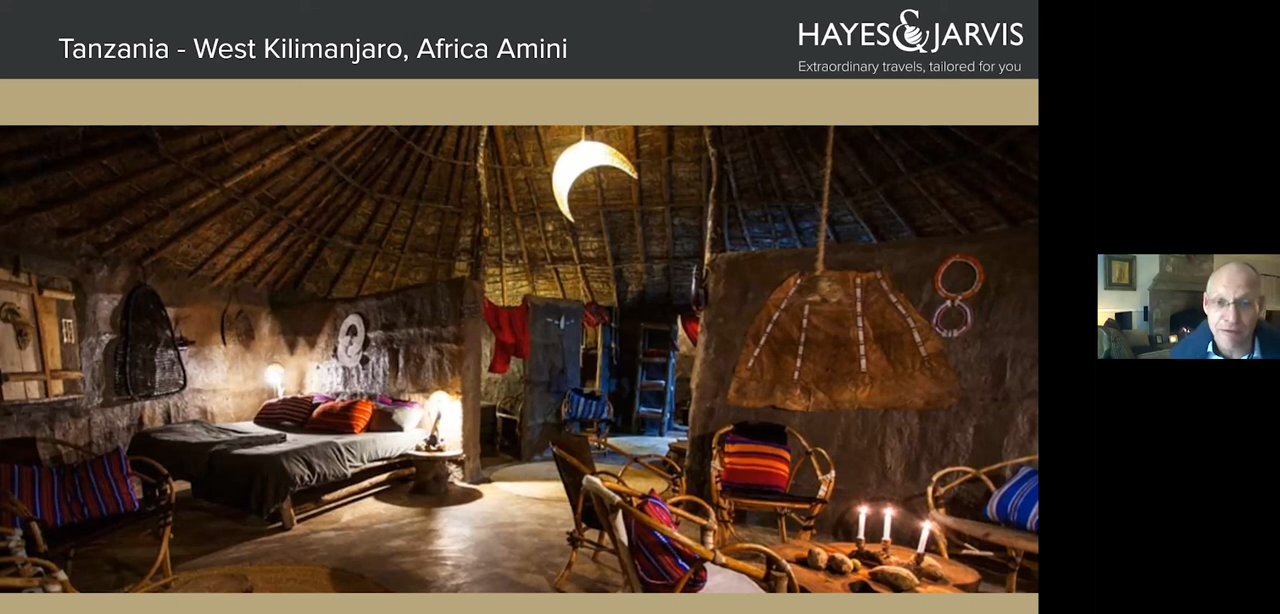 Tanzania - West Kilimanjaro, Africa Amini
HAYES & JARVIS
Extraordinary travels, tailored for you